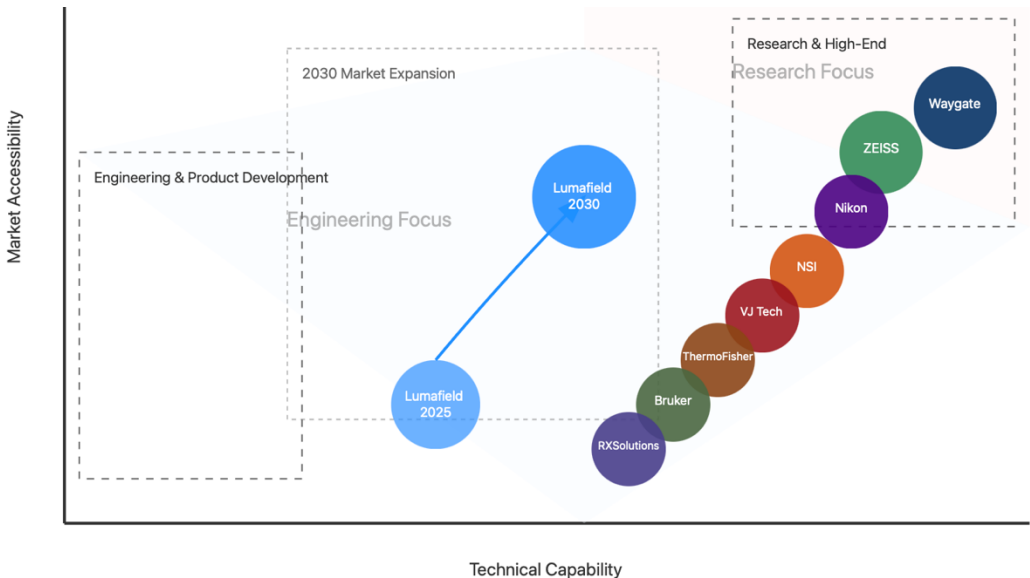 Research & High-End
Research Focus
2030 Market Expansion
Waygate
ZEISS
Engineering & Product Development
Lumafield
2030
Nikon
Engineering Focus
NSI
VJ Tech
ThermoFisher
Lumafield
2025
Bruker
RXSolutions
Market Accessibility
Technical Capability